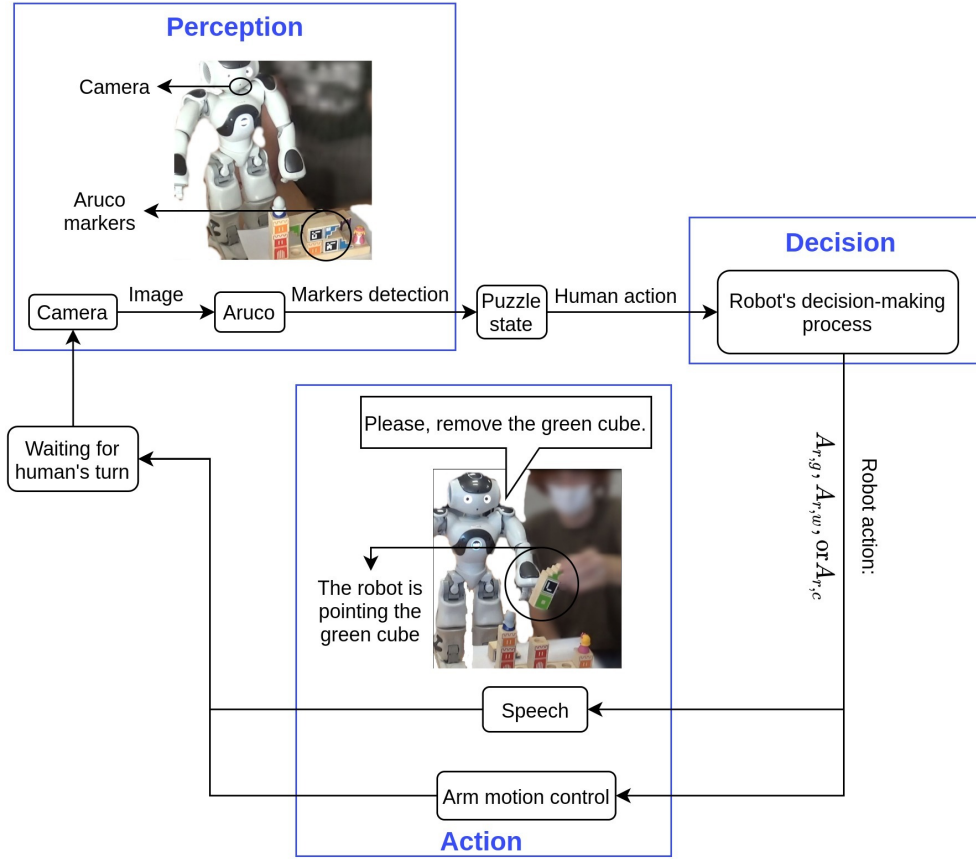 Perception
Camera
Aruco
markers
Camera
Image
Aruco
Markers detection
Puzzle
state
Human action
Decision
Robot's decision-making
process
Robot action:
A_{r,g}, A_{r,w}, or A_{r,c}
Waiting for
human's turn
Please, remove the green cube.
The robot is
pointing the
green cube
Speech
Arm motion control
Action